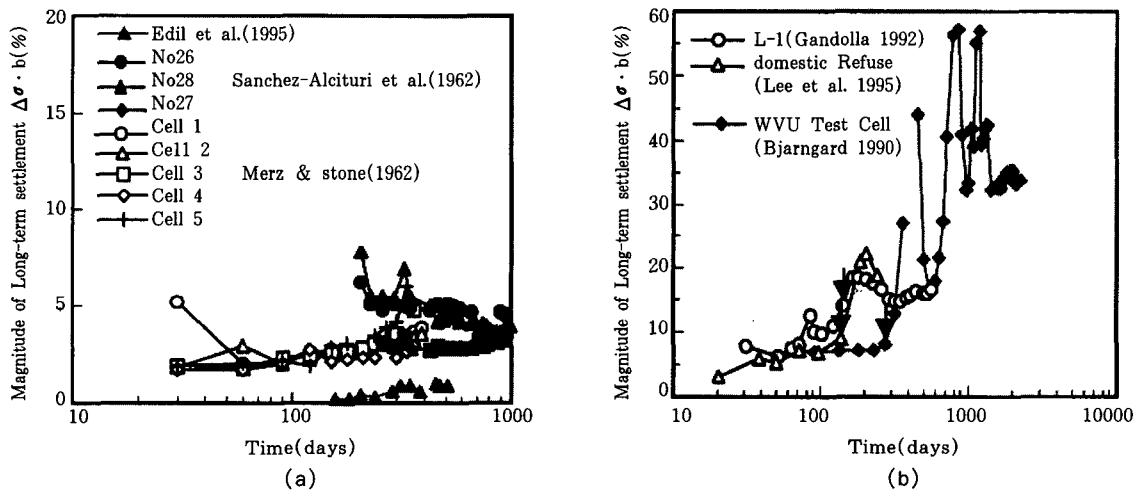 Magnitude of Long-term settlement Δσ · b(%)
20
15
10
5
0
Edil et al.(1995)
No26
No28
Sanchez-Alcituri et al.(1962)
No27
Cell 1
Cell 2
Cell 3
Merz & stone(1962)
Cell 4
Cell 5
10
100
1000
Time(days)
(a)
Magnitude of Long-term settlement Δσ · b(%)
60
50
40
30
20
10
0
L-1(Gandolla 1992)
domestic Refuse
(Lee et al. 1995)
WVU Test Cell
(Bjarngard 1990)
10
100
1000
10000
Time(days)
(b)